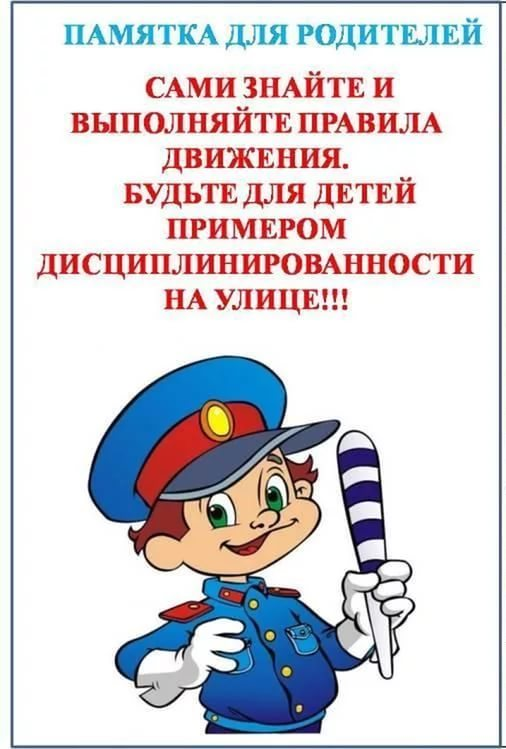 ПАМЯТКА ДЛЯ РОДИТЕЛЕЙ
САМИ ЗНАЙТЕ И
ВЫПОЛНЯЙТЕ ПРАВИЛА
ДВИЖЕНИЯ.
БУДЬТЕ ДЛЯ ДЕТЕЙ
ПРИМЕРОМ
ДИСЦИПЛИНИРОВАННОСТИ
НА УЛИЦЕ!!!